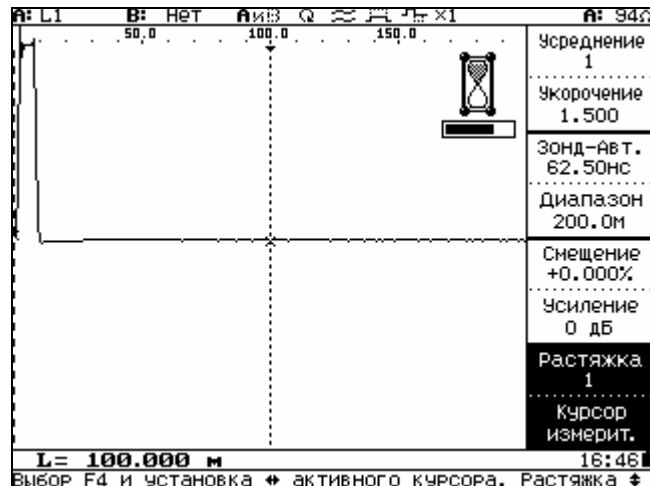 A: L1 B: Нет АиВ ×1 A: 94Ω
50.0 100.0 150.0
Усреднение
1
Укорочение
1.500
Зонд-Авт.
62.50нс
Диапазон
200.0м
Смещение
+0.000%
Усиление
0 дБ
Растяжка
1
Курсор
измерит.
L= 100.000 м 16:46
Выбор F4 и установка ↔ активного курсора. Растяжка ↕